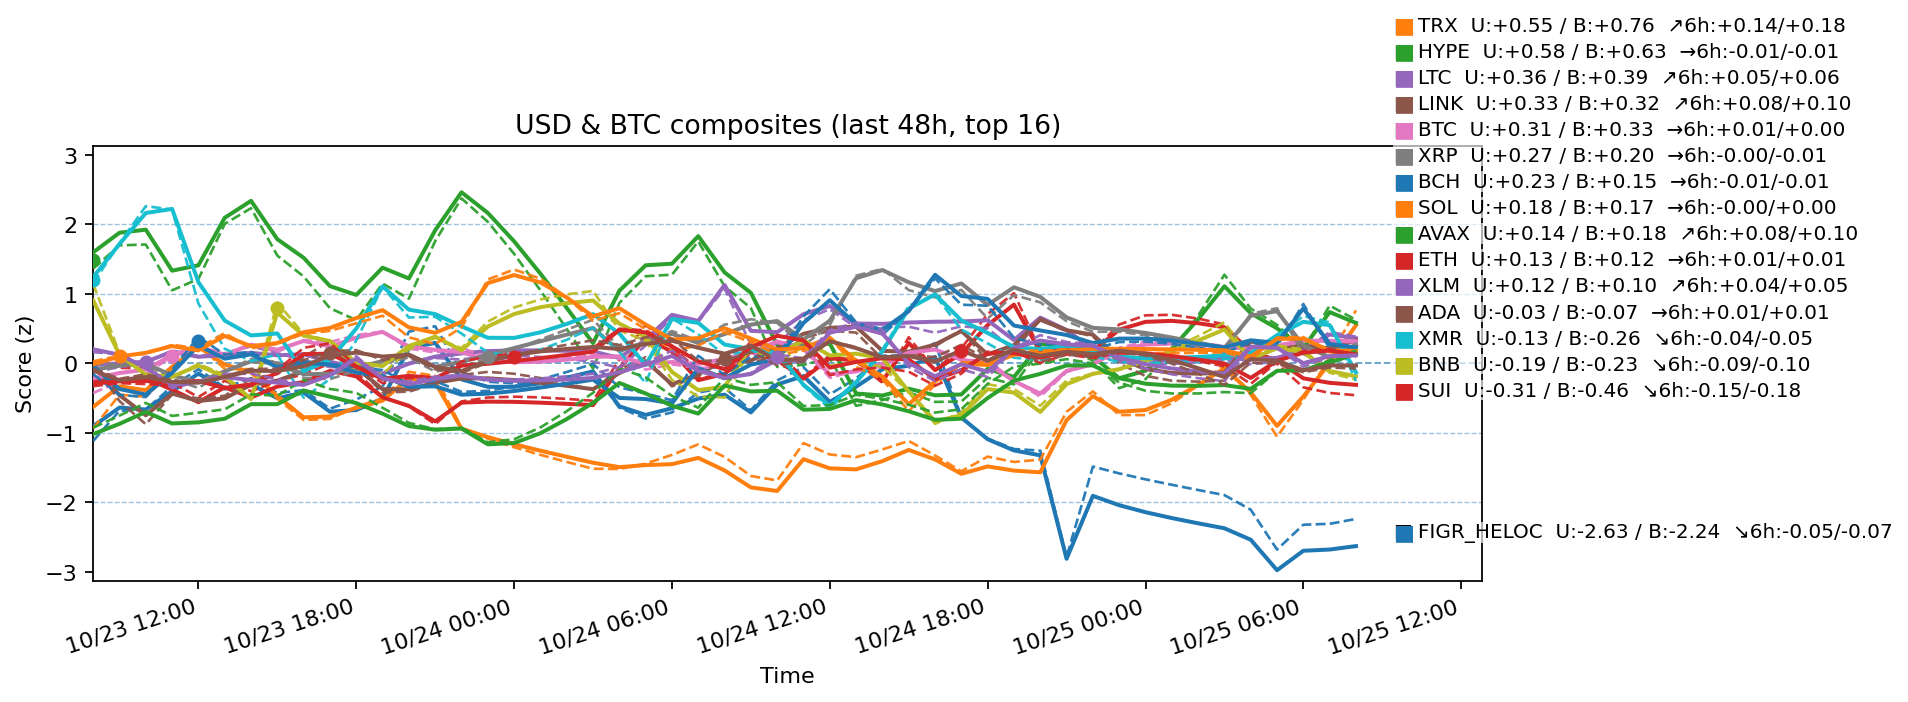 USD & BTC composites (last 48h, top 16)
TRX  U:+0.55 / B:+0.76  ↗6h:+0.14/+0.18
HYPE  U:+0.58 / B:+0.63  →6h:-0.01/-0.01
LTC  U:+0.36 / B:+0.39  ↗6h:+0.05/+0.06
LINK  U:+0.33 / B:+0.32  ↗6h:+0.08/+0.10
BTC  U:+0.31 / B:+0.33  →6h:+0.01/+0.00
XRP  U:+0.27 / B:+0.20  →6h:-0.00/-0.01
BCH  U:+0.23 / B:+0.15  →6h:-0.01/-0.01
SOL  U:+0.18 / B:+0.17  →6h:-0.00/+0.00
AVAX  U:+0.14 / B:+0.18  ↗6h:+0.08/+0.10
ETH  U:+0.13 / B:+0.12  →6h:+0.01/+0.01
XLM  U:+0.12 / B:+0.10  ↗6h:+0.04/+0.05
ADA  U:-0.03 / B:-0.07  →6h:+0.01/+0.01
XMR  U:-0.13 / B:-0.26  ↘6h:-0.04/-0.05
BNB  U:-0.19 / B:-0.23  ↘6h:-0.09/-0.10
SUI  U:-0.31 / B:-0.46  ↘6h:-0.15/-0.18
FIGR_HELOC  U:-2.63 / B:-2.24  ↘6h:-0.05/-0.07
Score (z)
3
2
1
0
−1
−2
−3
10/23 12:00
10/23 18:00
10/24 00:00
10/24 06:00
10/24 12:00
10/24 18:00
10/25 00:00
10/25 06:00
10/25 12:00
Time